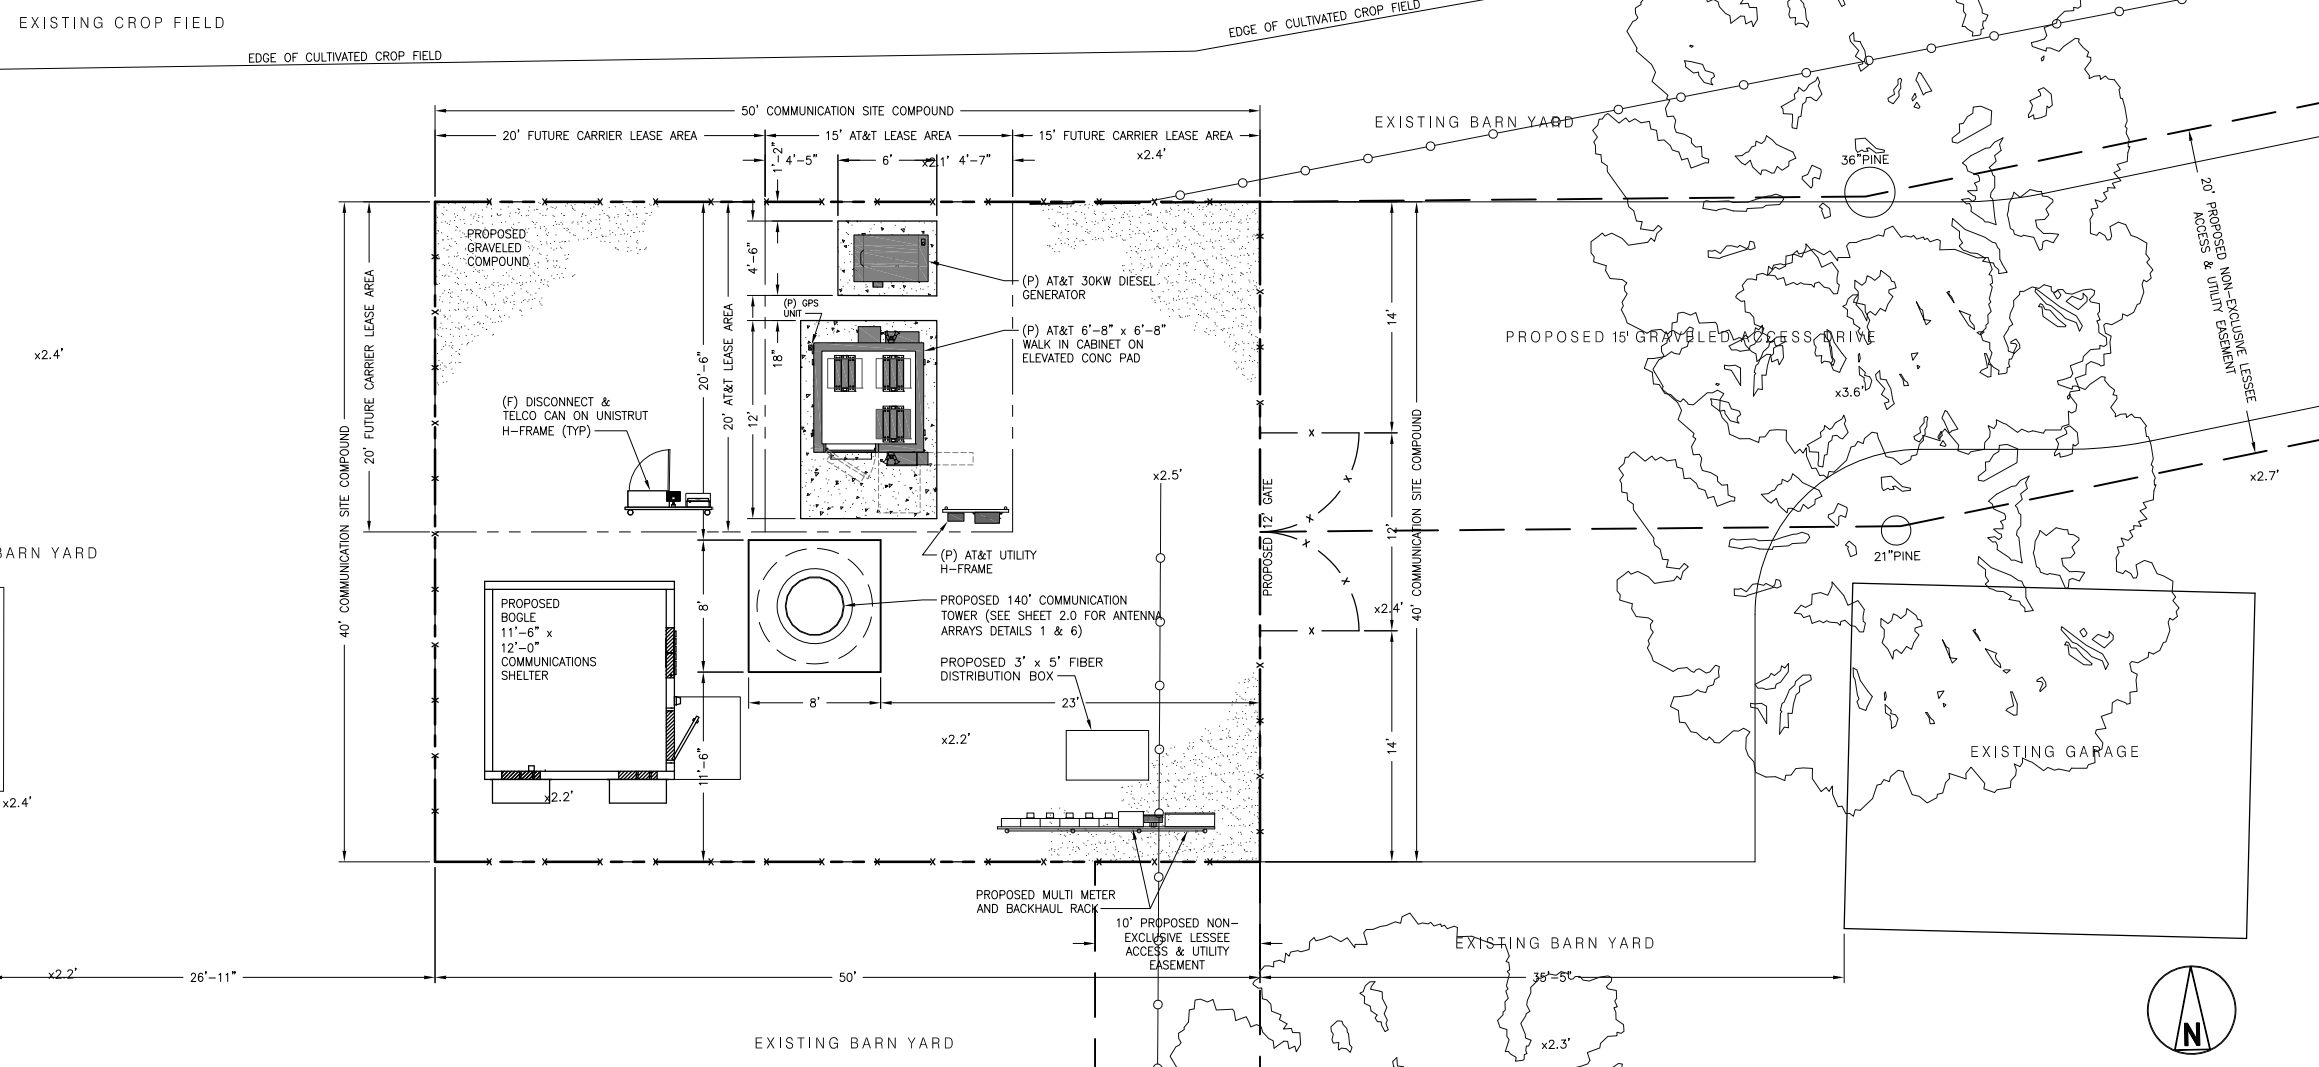 EXISTING CROP FIELD
EDGE OF CULTIVATED CROP FIELD
EDGE OF CULTIVATED CROP FIELD
50' COMMUNICATION SITE COMPOUND
20' FUTURE CARRIER LEASE AREA
15' AT&T LEASE AREA
15' FUTURE CARRIER LEASE AREA
EXISTING BARN YARD
1'-2"
4'-5"
6'
x2.1'
4'-7"
x2.4'
36"PINE
20' PROPOSED NON-EXCLUSIVE LESSEE
ACCESS & UTILITY EASEMENT
PROPOSED
GRAVELED
COMPOUND
4'-6"
(P) AT&T 30KW DIESEL
GENERATOR
(P) GPS
UNIT
18"
(P) AT&T 6'-8" x 6'-8"
WALK IN CABINET ON
ELEVATED CONC PAD
14'
PROPOSED 15' GRAVELED ACCESS DRIVE
x2.4'
20' FUTURE CARRIER LEASE AREA
20'-6"
20' AT&T LEASE AREA
12'
x3.6'
(F) DISCONNECT &
TELCO CAN ON UNISTRUT
H-FRAME (TYP)
40' COMMUNICATION SITE COMPOUND
x2.5'
PROPOSED 12' GATE
12'
40' COMMUNICATION SITE COMPOUND
x2.7'
BARN YARD
(P) AT&T UTILITY
H-FRAME
21"PINE
PROPOSED
BOGLE
11'-6" x
12'-0"
COMMUNICATIONS
SHELTER
8'
PROPOSED 140' COMMUNICATION
TOWER (SEE SHEET 2.0 FOR ANTENNA
ARRAYS DETAILS 1 & 6)
x2.4'
PROPOSED 3' x 5' FIBER
DISTRIBUTION BOX
8'
23'
x2.2'
14'
EXISTING GARAGE
11'-6"
x2.2'
x2.4'
PROPOSED MULTI METER
AND BACKHAUL RACK
10' PROPOSED NON-
EXCLUSIVE LESSEE
ACCESS & UTILITY
EASEMENT
EXISTING BARN YARD
x2.2'
26'-11"
50'
35'-5"
EXISTING BARN YARD
x2.3'
N